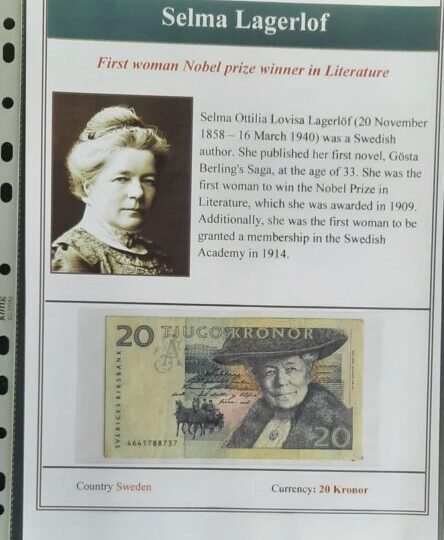 Selma Lagerlof
First woman Nobel prize winner in Literature
Selma Ottilia Lovisa Lagerlöf (20 November
1858 – 16 March 1940) was a Swedish
author. She published her first novel, Gösta
Berling's Saga, at the age of 33. She was the
first woman to win the Nobel Prize in
Literature, which she was awarded in 1909.
Additionally, she was the first woman to be
granted a membership in the Swedish
Academy in 1914.
20 TJUGO KRONOR
SVERIGES RIKSBANK
4641788737
20
Country Sweden
Currency: 20 Kronor